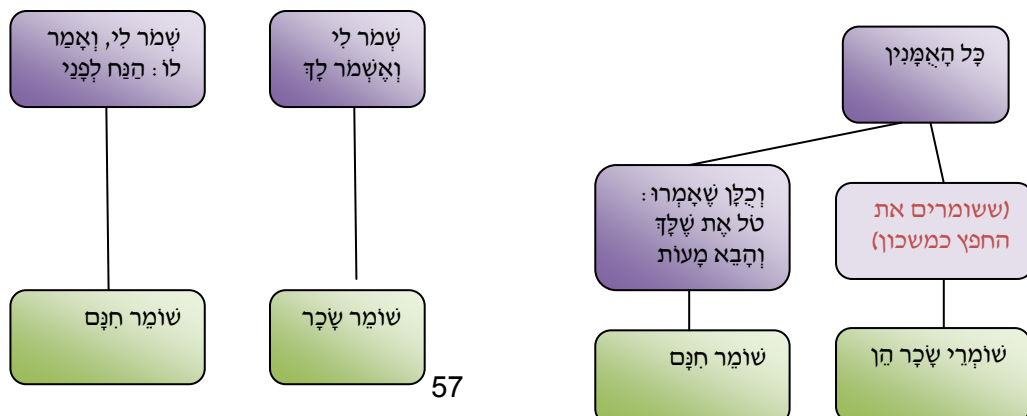 כָּל הָאֻמָּנִין
(ששומרים את
החפץ כמשכון)
שׁוֹמְרֵי שָׂכָר הֵן
וְכֻלָּן שֶׁאָמְרוּ:
טֹל אֶת שֶׁלָּךְ
וְהָבֵא מָעוֹת
שׁוֹמֵר חִנָּם
שְׁמֹר לִי
וְאֶשְׁמֹר לָךְ
שׁוֹמֵר שָׂכָר
שְׁמֹר לִי, וְאָמַר
לוֹ: הַנַּח לְפָנַי
שׁוֹמֵר חִנָּם
57